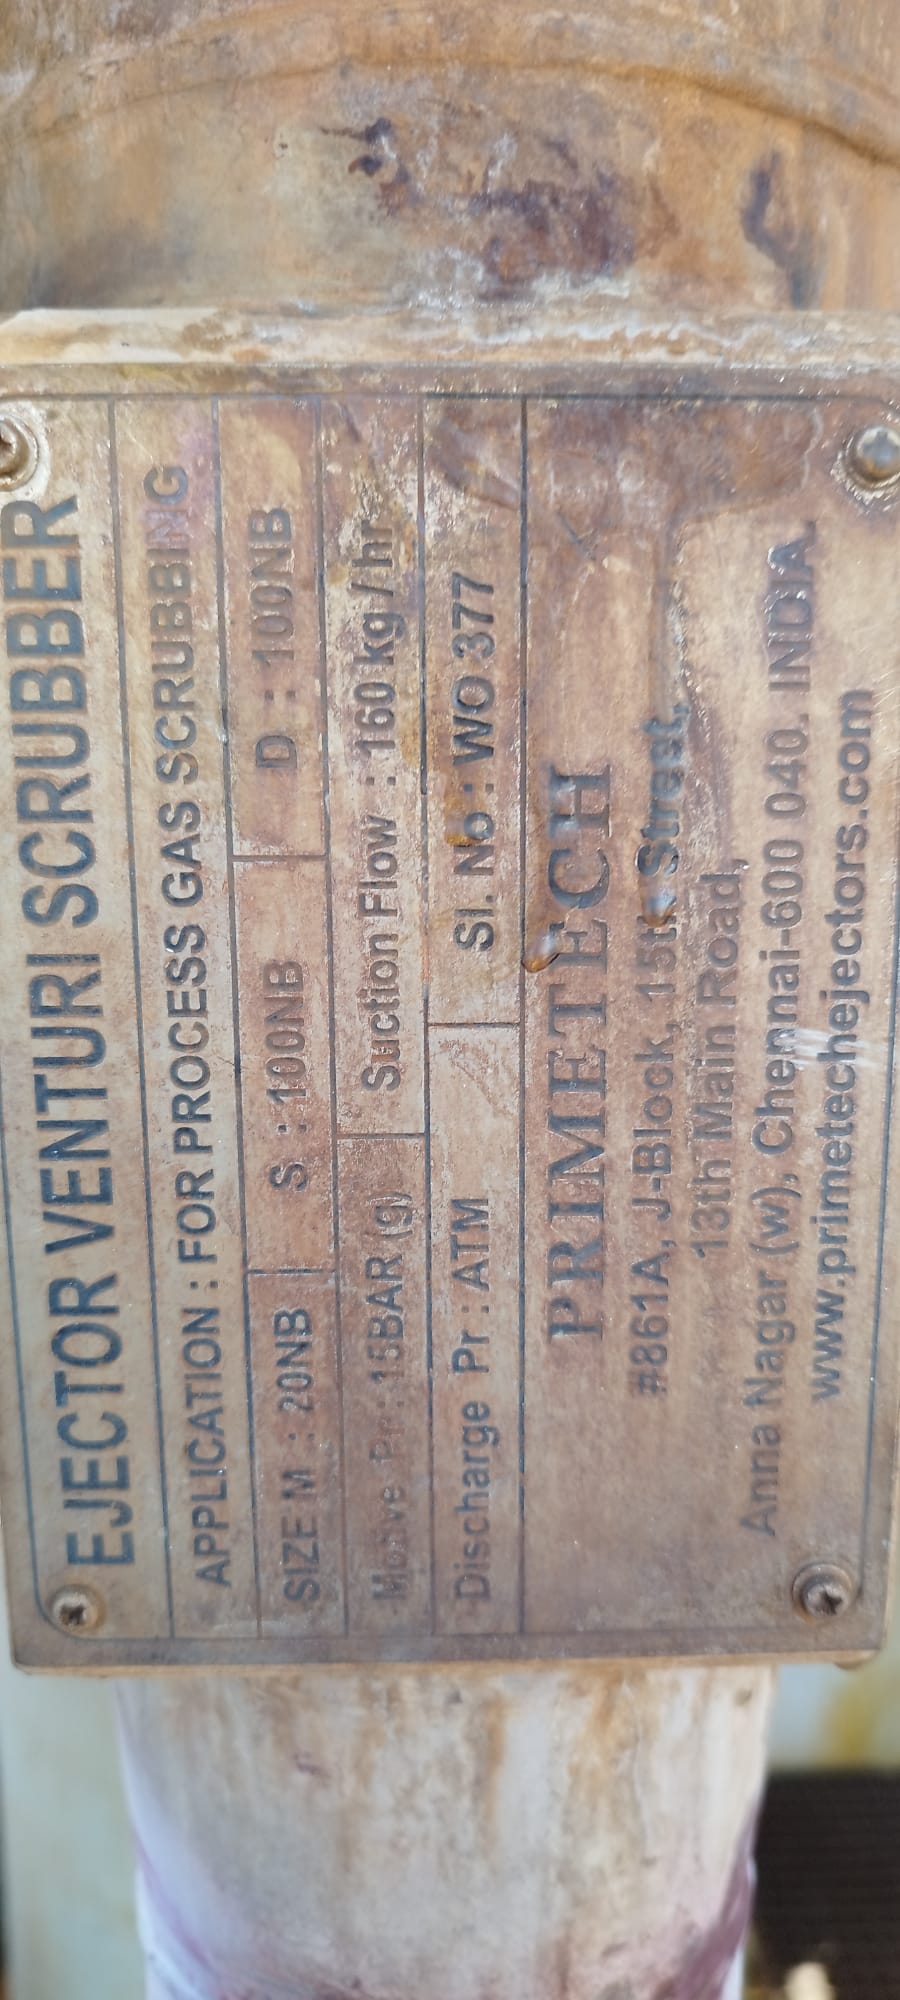 EJECTOR VENTURI SCRUBBER
APPLICATION : FOR PROCESS GAS SCRUBBING
SIZE M : 20NB S : 100NB D : 100NB
Motive Pr : 15BAR (g) Suction Flow : 160 kg / hr
Discharge Pr : ATM Sl. No : WO 377
PRIMETECH
#861A, J-Block, 15th Street,
13th Main Road,
Anna Nagar (w), Chennai-600 040. INDIA
www.primetechejectors.com